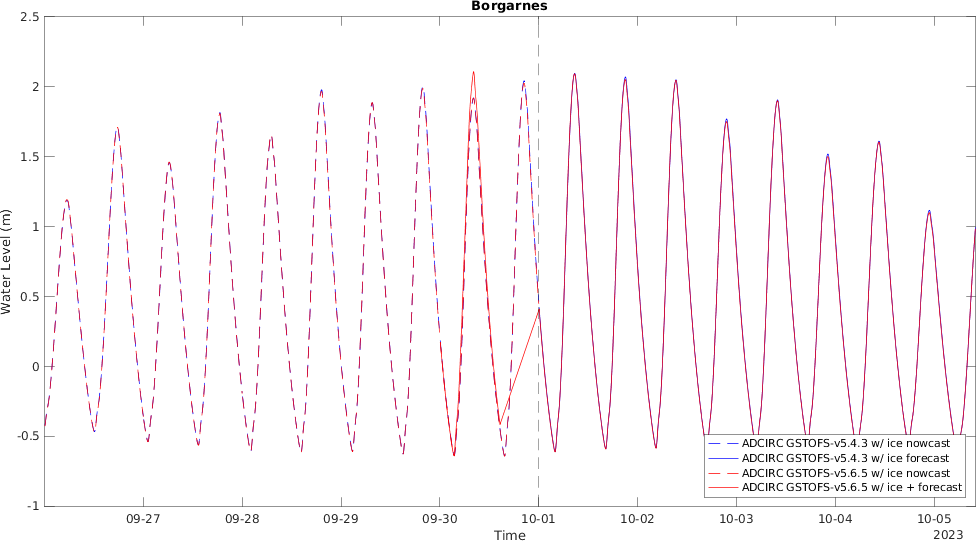 Borgarnes
2.5
2
1.5
1
0.5
0
-0.5
-1
Water Level (m)
09-27 09-28 09-29 09-30 10-01 10-02 10-03 10-04 10-05
Time
2023
ADCIRC GSTOFS-v5.4.3 w/ ice nowcast
ADCIRC GSTOFS-v5.4.3 w/ ice forecast
ADCIRC GSTOFS-v5.6.5 w/ ice nowcast
ADCIRC GSTOFS-v5.6.5 w/ ice + forecast